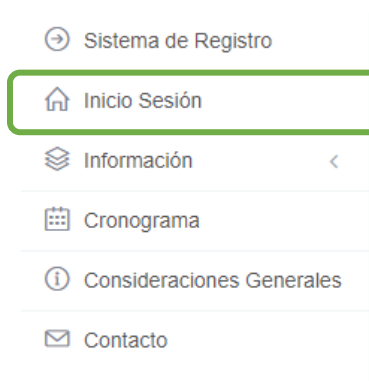 Sistema de Registro
Inicio Sesión
Información
Cronograma
Consideraciones Generales
Contacto